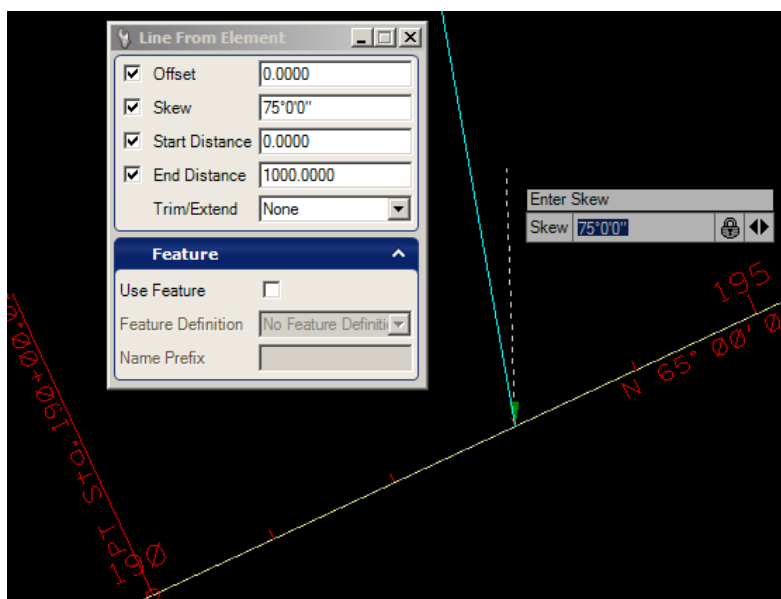 Line From Element
Offset 0.0000
Skew 75°0'0"
Start Distance 0.0000
End Distance 1000.0000
Trim/Extend None
Feature
Use Feature
Feature Definition No Feature Definiti
Name Prefix
Enter Skew
Skew 75°0'0"
195
N 65° 00' 0
PI Sta. 190+00.0
190